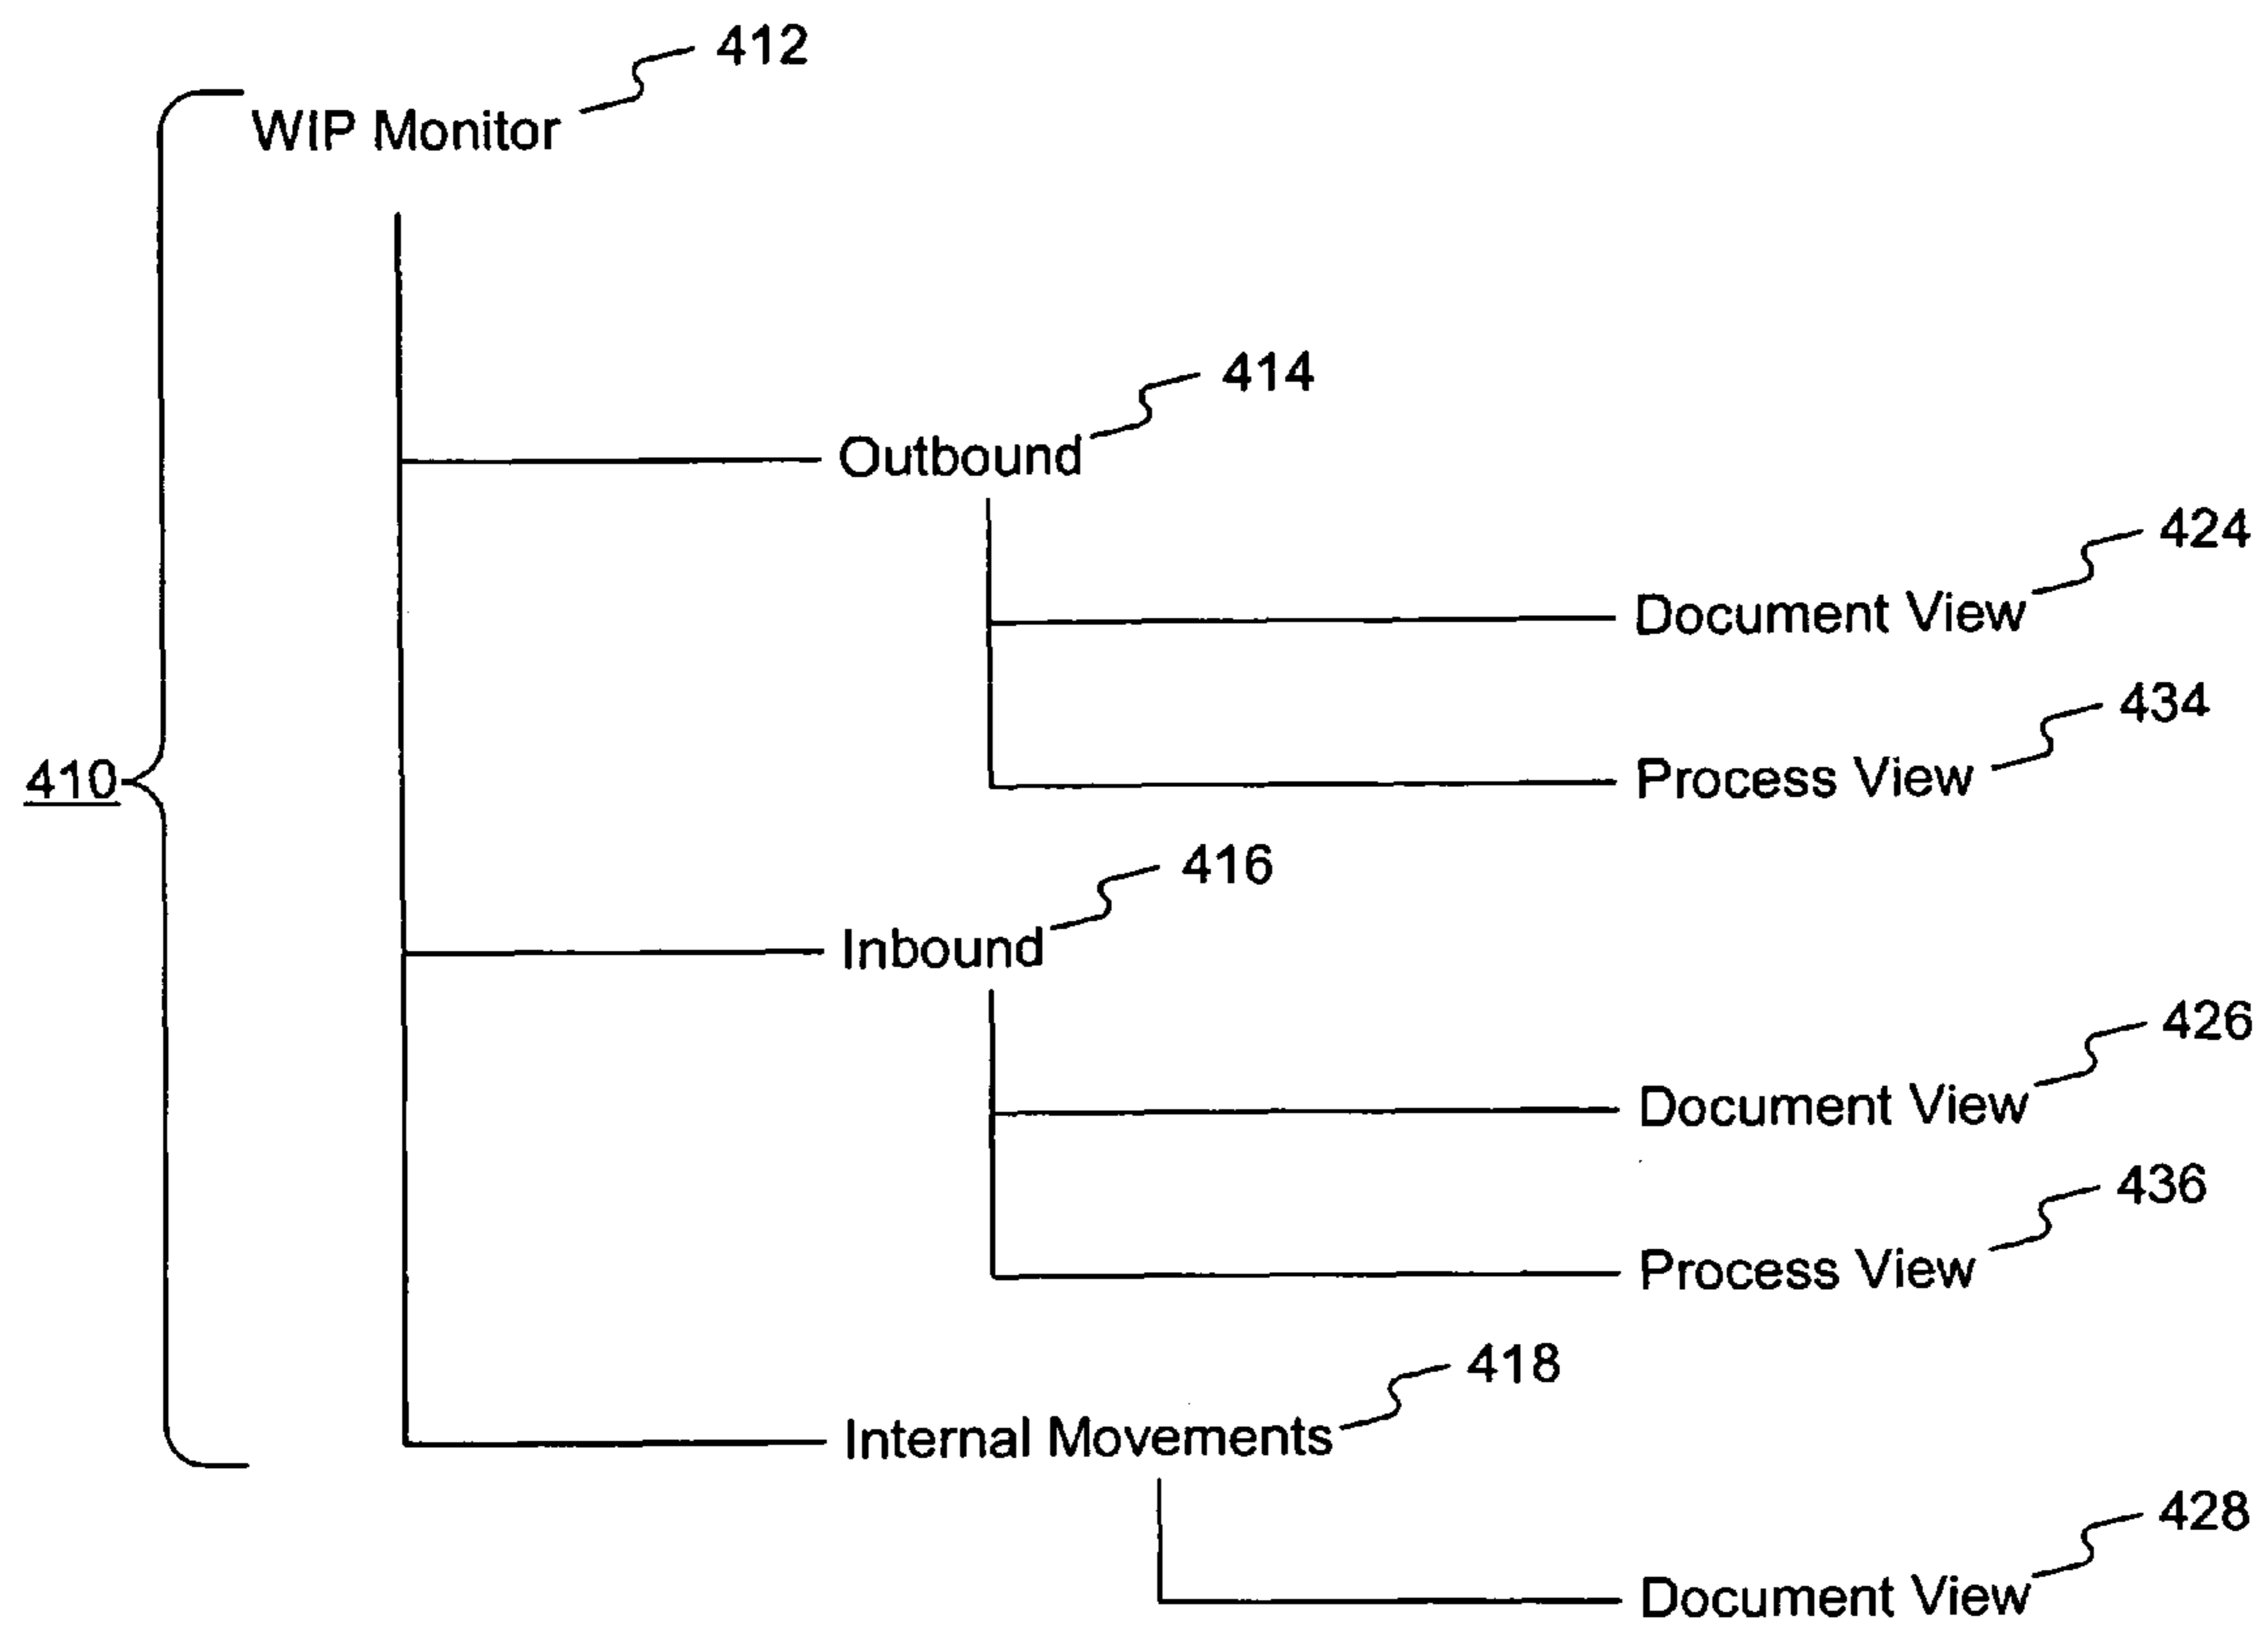 412
WIP Monitor
414
Outbound
424
Document View
434
Process View
410
416
Inbound
426
Document View
436
Process View
418
Internal Movements
428
Document View